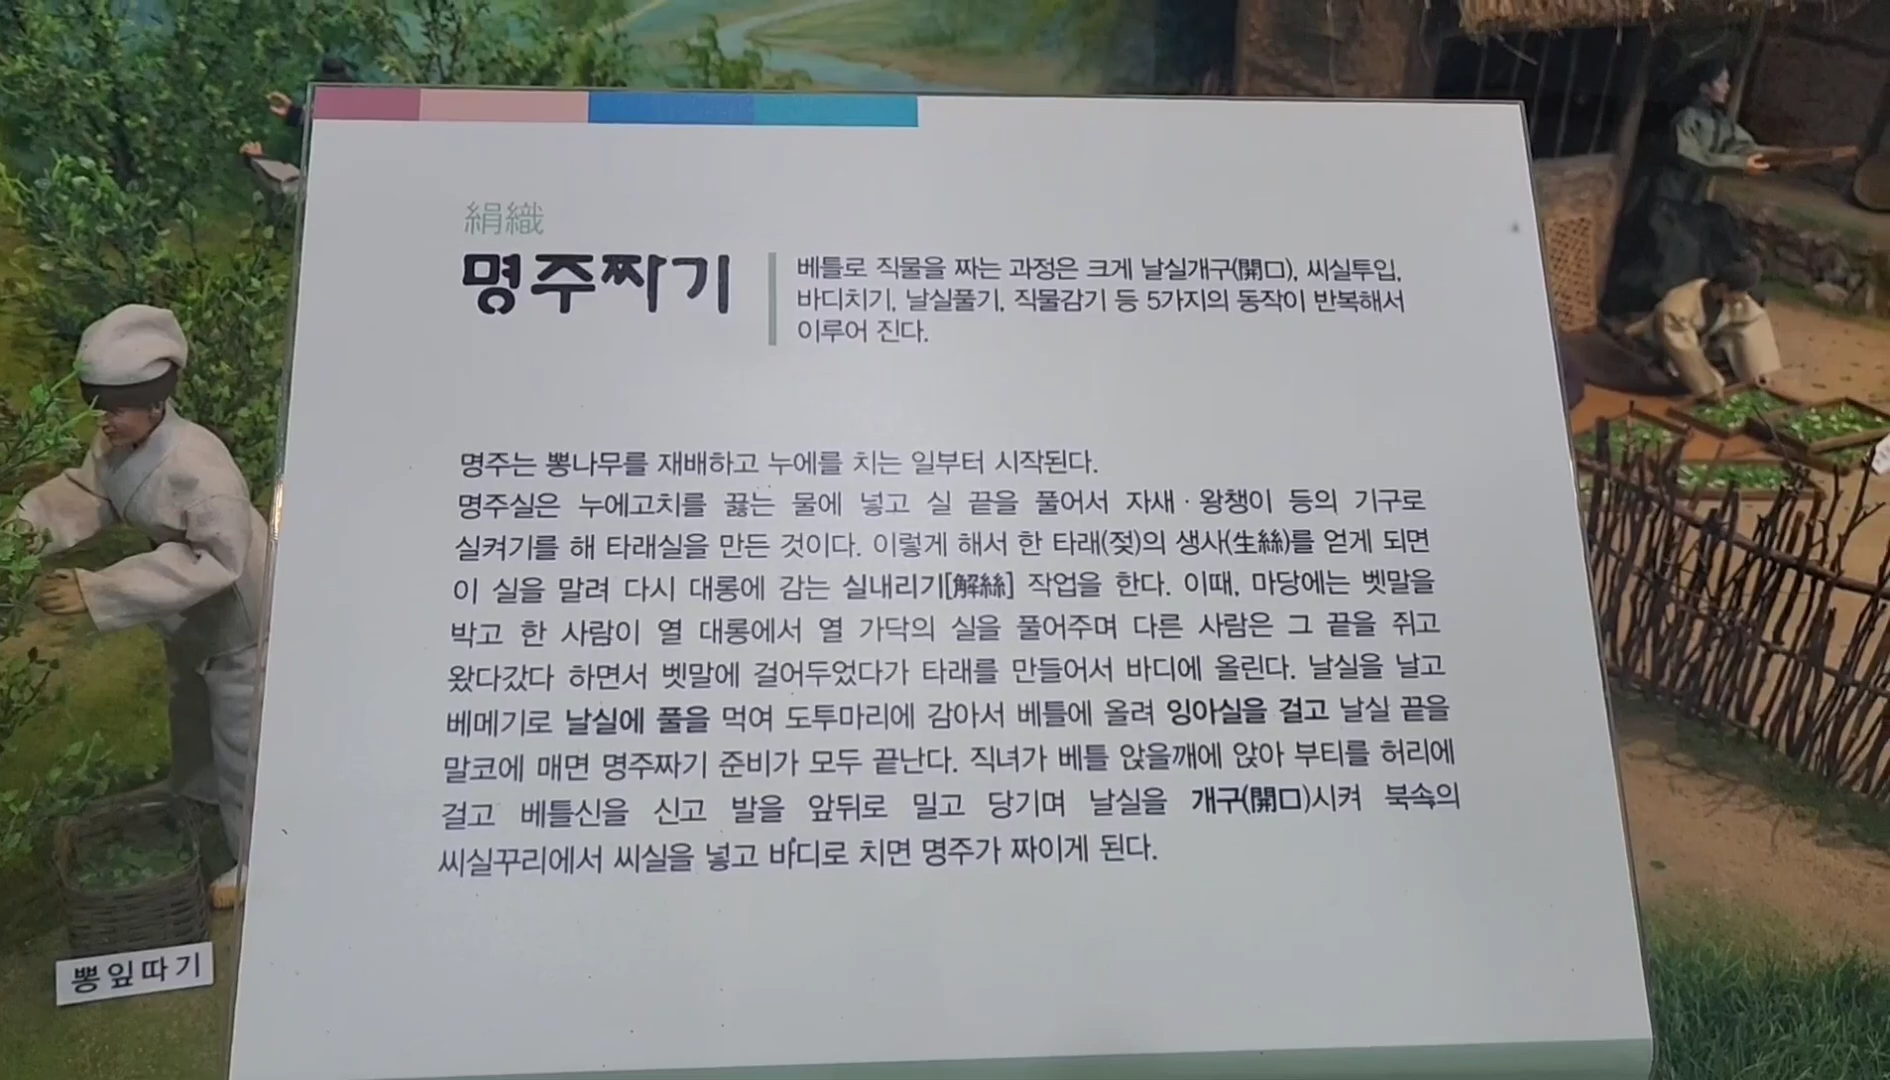 絹織
명주짜기
베틀로 직물을 짜는 과정은 크게 날실개구(開口), 씨실투입,
바디치기, 날실풀기, 직물감기 등 5가지의 동작이 반복해서
이루어 진다.
명주는 뽕나무를 재배하고 누에를 치는 일부터 시작된다.
명주실은 누에고치를 끓는 물에 넣고 실 끝을 풀어서 자새 · 왕챙이 등의 기구로
실켜기를 해 타래실을 만든 것이다. 이렇게 해서 한 타래(젖)의 생사(生絲)를 얻게 되면
이 실을 말려 다시 대롱에 감는 실내리기[解絲] 작업을 한다. 이때, 마당에는 벳말을
박고 한 사람이 열 대롱에서 열 가닥의 실을 풀어주며 다른 사람은 그 끝을 쥐고
왔다갔다 하면서 벳말에 걸어두었다가 타래를 만들어서 바디에 올린다. 날실을 날고
베메기로 날실에 풀을 먹여 도투마리에 감아서 베틀에 올려 잉아실을 걸고 날실 끝을
말코에 매면 명주짜기 준비가 모두 끝난다. 직녀가 베틀 앉을깨에 앉아 부티를 허리에
걸고 베틀신을 신고 발을 앞뒤로 밀고 당기며 날실을 개구(開口)시켜 북속의
씨실꾸리에서 씨실을 넣고 바디로 치면 명주가 짜이게 된다.
뽕잎따기